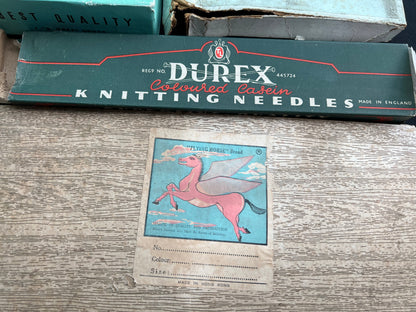 BEST QUALITY
REGD NO.
DUREX
445724
Coloured Casein
KNITTING NEEDLES
MADE IN ENGLAND
"FLYING HORSE" Brand
No.
Colour:
Size:
MADE IN HONG KONG